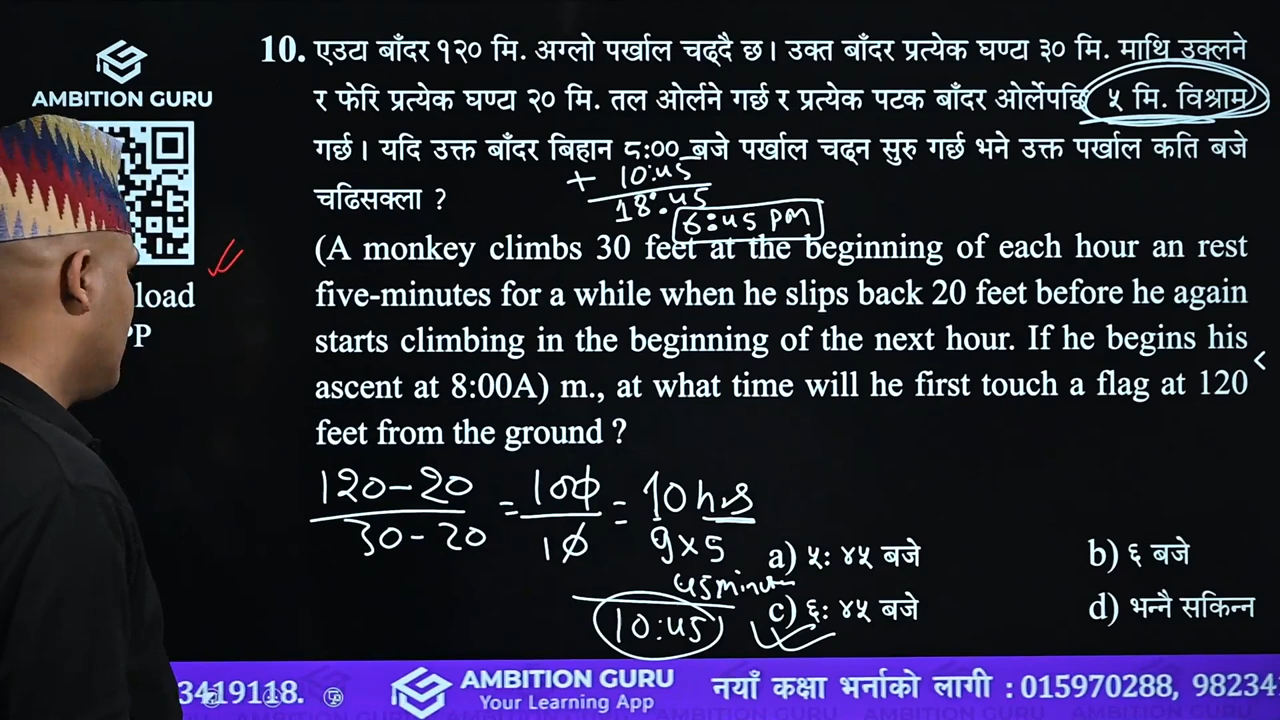 AMBITION GURU
10. एउटा बाँदर १२० मि. अग्लो पर्खाल चढ्दै छ। उक्त बाँदर प्रत्येक घण्टा ३० मि. माथि उक्लने
र फेरि प्रत्येक घण्टा २० मि. तल ओर्लने गर्छ र प्रत्येक पटक बाँदर ओर्लेपछि ५ मि. विश्राम
गर्छ। यदि उक्त बाँदर बिहान ८:०० बजे पर्खाल चढ्न सुरु गर्छ भने उक्त पर्खाल कति बजे
+ 10:45
चढिसक्ला ?
18:45
6:45 PM
(A monkey climbs 30 feet at the beginning of each hour an rest
five-minutes for a while when he slips back 20 feet before he again
load
starts climbing in the beginning of the next hour. If he begins his
PP
ascent at 8:00A) m., at what time will he first touch a flag at 120
feet from the ground ?
120-20 = 100 = 10 hrs
30-20 10 9x5
45 minutes
10:45
a) ५: ४५ बजे
b) ६ बजे
c) ६: ४५ बजे
d) भन्नै सकिन्न
3419118.
AMBITION GURU
Your Learning App
नयाँ कक्षा भर्नाको लागी : 015970288, 98234